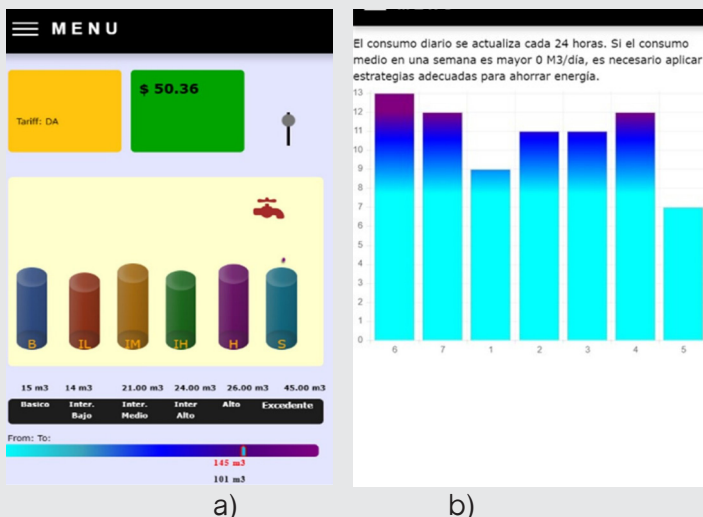 MENU
$ 50.36
Tariff: DA
B IL IM IH H S
15 m3 14 m3 21.00 m3 24.00 m3 26.00 m3 45.00 m3
Basico Inter. Inter. Inter Alto Excedente
Bajo Medio Alto
From: To:
145 m3
101 m3
a)
El consumo diario se actualiza cada 24 horas. Si el consumo
medio en una semana es mayor 0 M3/día, es necesario aplicar
estrategias adecuadas para ahorrar energía.
13
12
11
10
9
8
7
6
5
4
3
2
1
0
6 7 1 2 3 4 5
b)